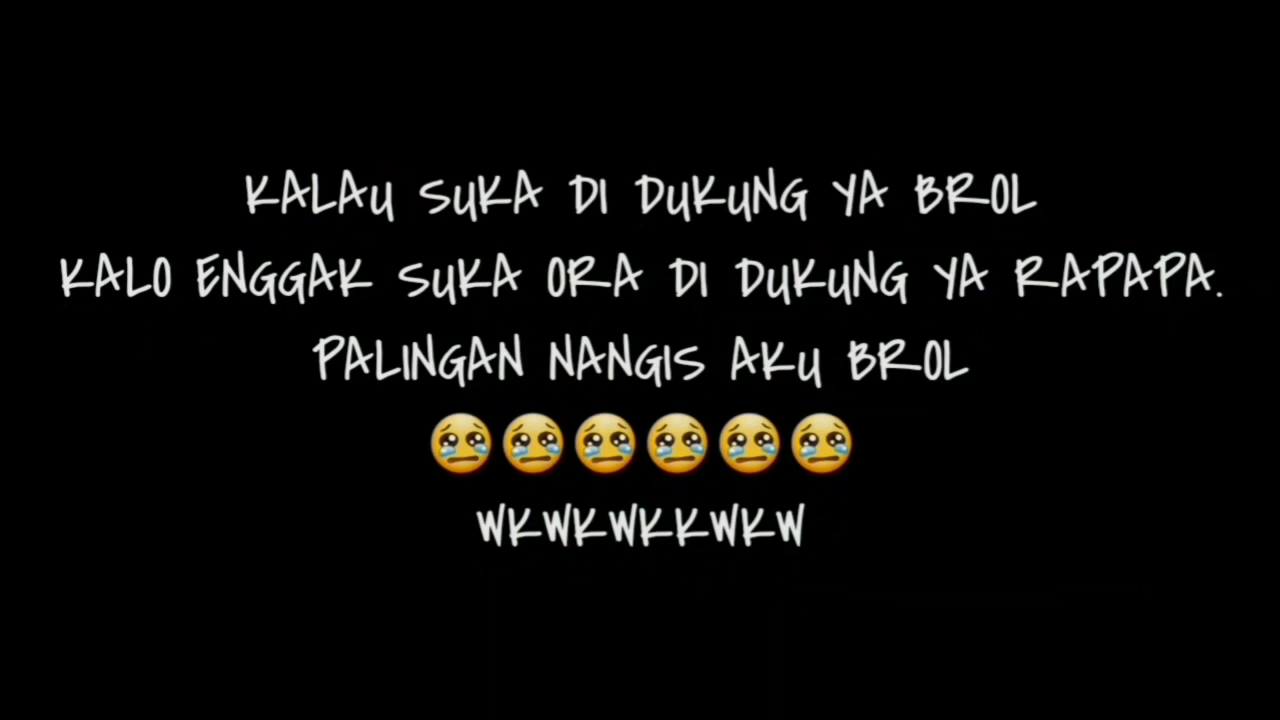 KALAU SUKA DI DUKUNG YA BROL
KALO ENGGAK SUKA ORA DI DUKUNG YA RAPAPA.
PALINGAN NANGIS AKU BROL
😢😢😢😢😢😢
WKWKWKKWKW